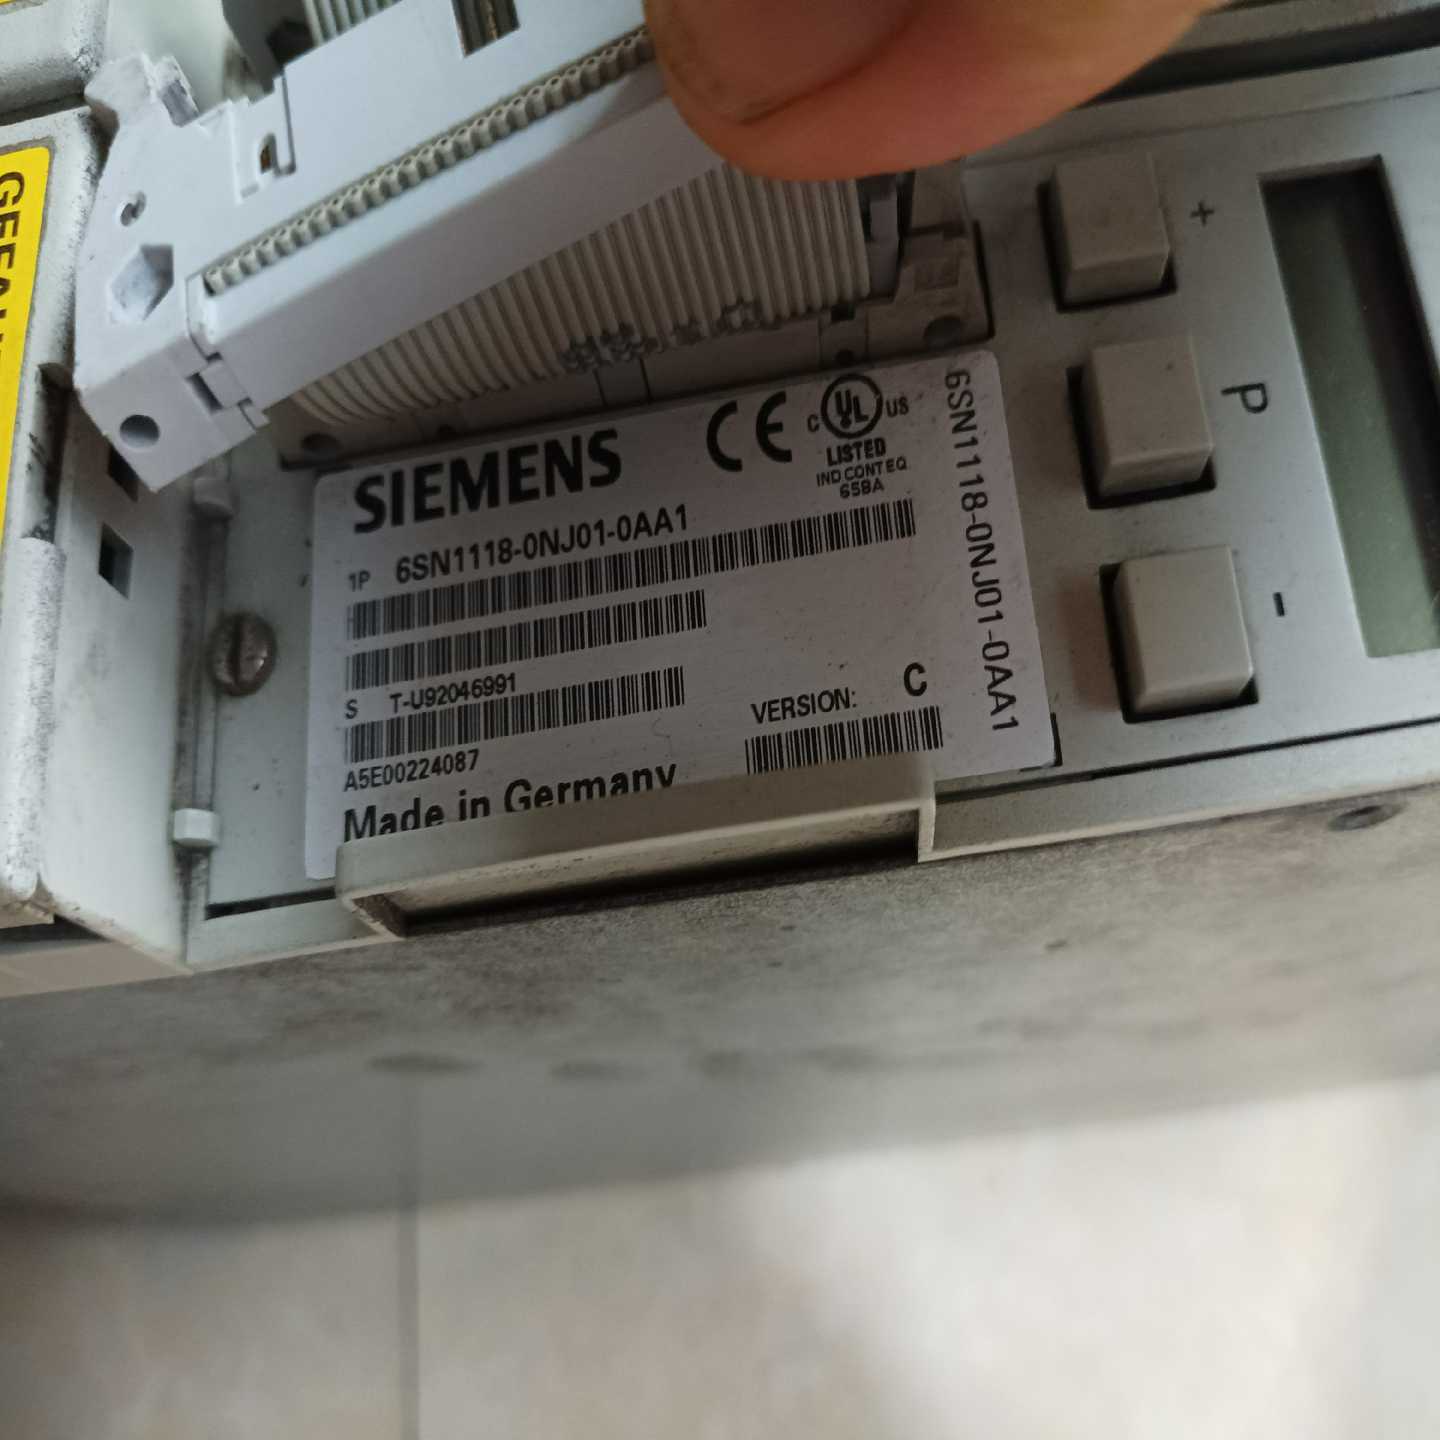 SIEMENS
CE
C UL US
LISTED
IND CONT EQ
65BA
1P 6SN1118-0NJ01-0AA1
S T-U92046991
A5E00224087
VERSION: C
Made in Germany
6SN1118-0NJ01-0AA1
+
P
-